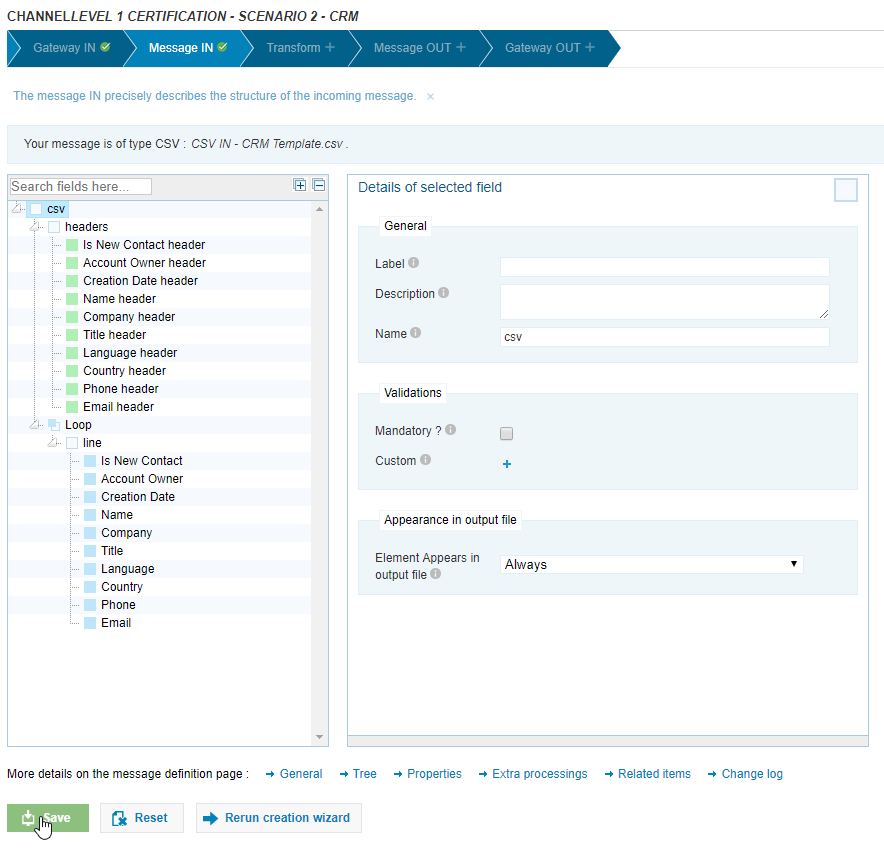 CHANNELLEVEL 1 CERTIFICATION - SCENARIO 2 - CRM
Gateway IN Message IN Transform + Message OUT + Gateway OUT +
The message IN precisely describes the structure of the incoming message. ×
Your message is of type CSV : CSV IN - CRM Template.csv .
Search fields here...
csv
headers
Is New Contact header
Account Owner header
Creation Date header
Name header
Company header
Title header
Language header
Country header
Phone header
Email header
Loop
line
Is New Contact
Account Owner
Creation Date
Name
Company
Title
Language
Country
Phone
Email
Details of selected field
General
Label
Description
Name
csv
Validations
Mandatory ?
Custom
+
Appearance in output file
Element Appears in
output file
Always
More details on the message definition page : General Tree Properties Extra processings Related items Change log
Save Reset Rerun creation wizard